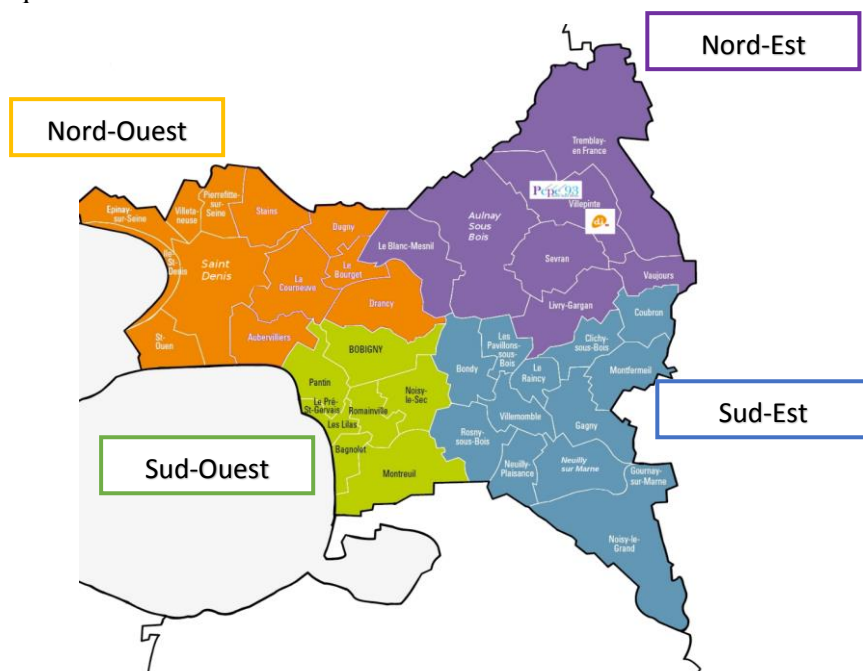 Nord-Est
Nord-Ouest
Tremblay-
en France
Pepe 93
Villepinte
Epinay-
sur-Seine
Villeta-
neuse
Pierrefitte-
sur-
Seine
Stains
Dugny
Le Blanc-Mesnil
Aulnay
Sous
Bois
Saint
Denis
St-Denis
La
Courneuve
Le
Bourget
Drancy
Sevran
Vaujours
Livry-Gargan
Coubron
St-
Ouen
Aubervilliers
BOBIGNY
Bondy
Les
Pavillons-
sous-
Bois
Clichy-
sous-Bois
Le
Raincy
Montfermeil
Pantin
Noisy-
le-Sec
Le Pré-
St-Gervais
Romainville
Les Lilas
Bagnolet
Montreuil
Villemomble
Gagny
Rosny-
sous-Bois
Neuilly-
Plaisance
Neuilly
sur Marne
Gournay-
sur-Marne
Noisy-le-
Grand
Sud-Est
Sud-Ouest